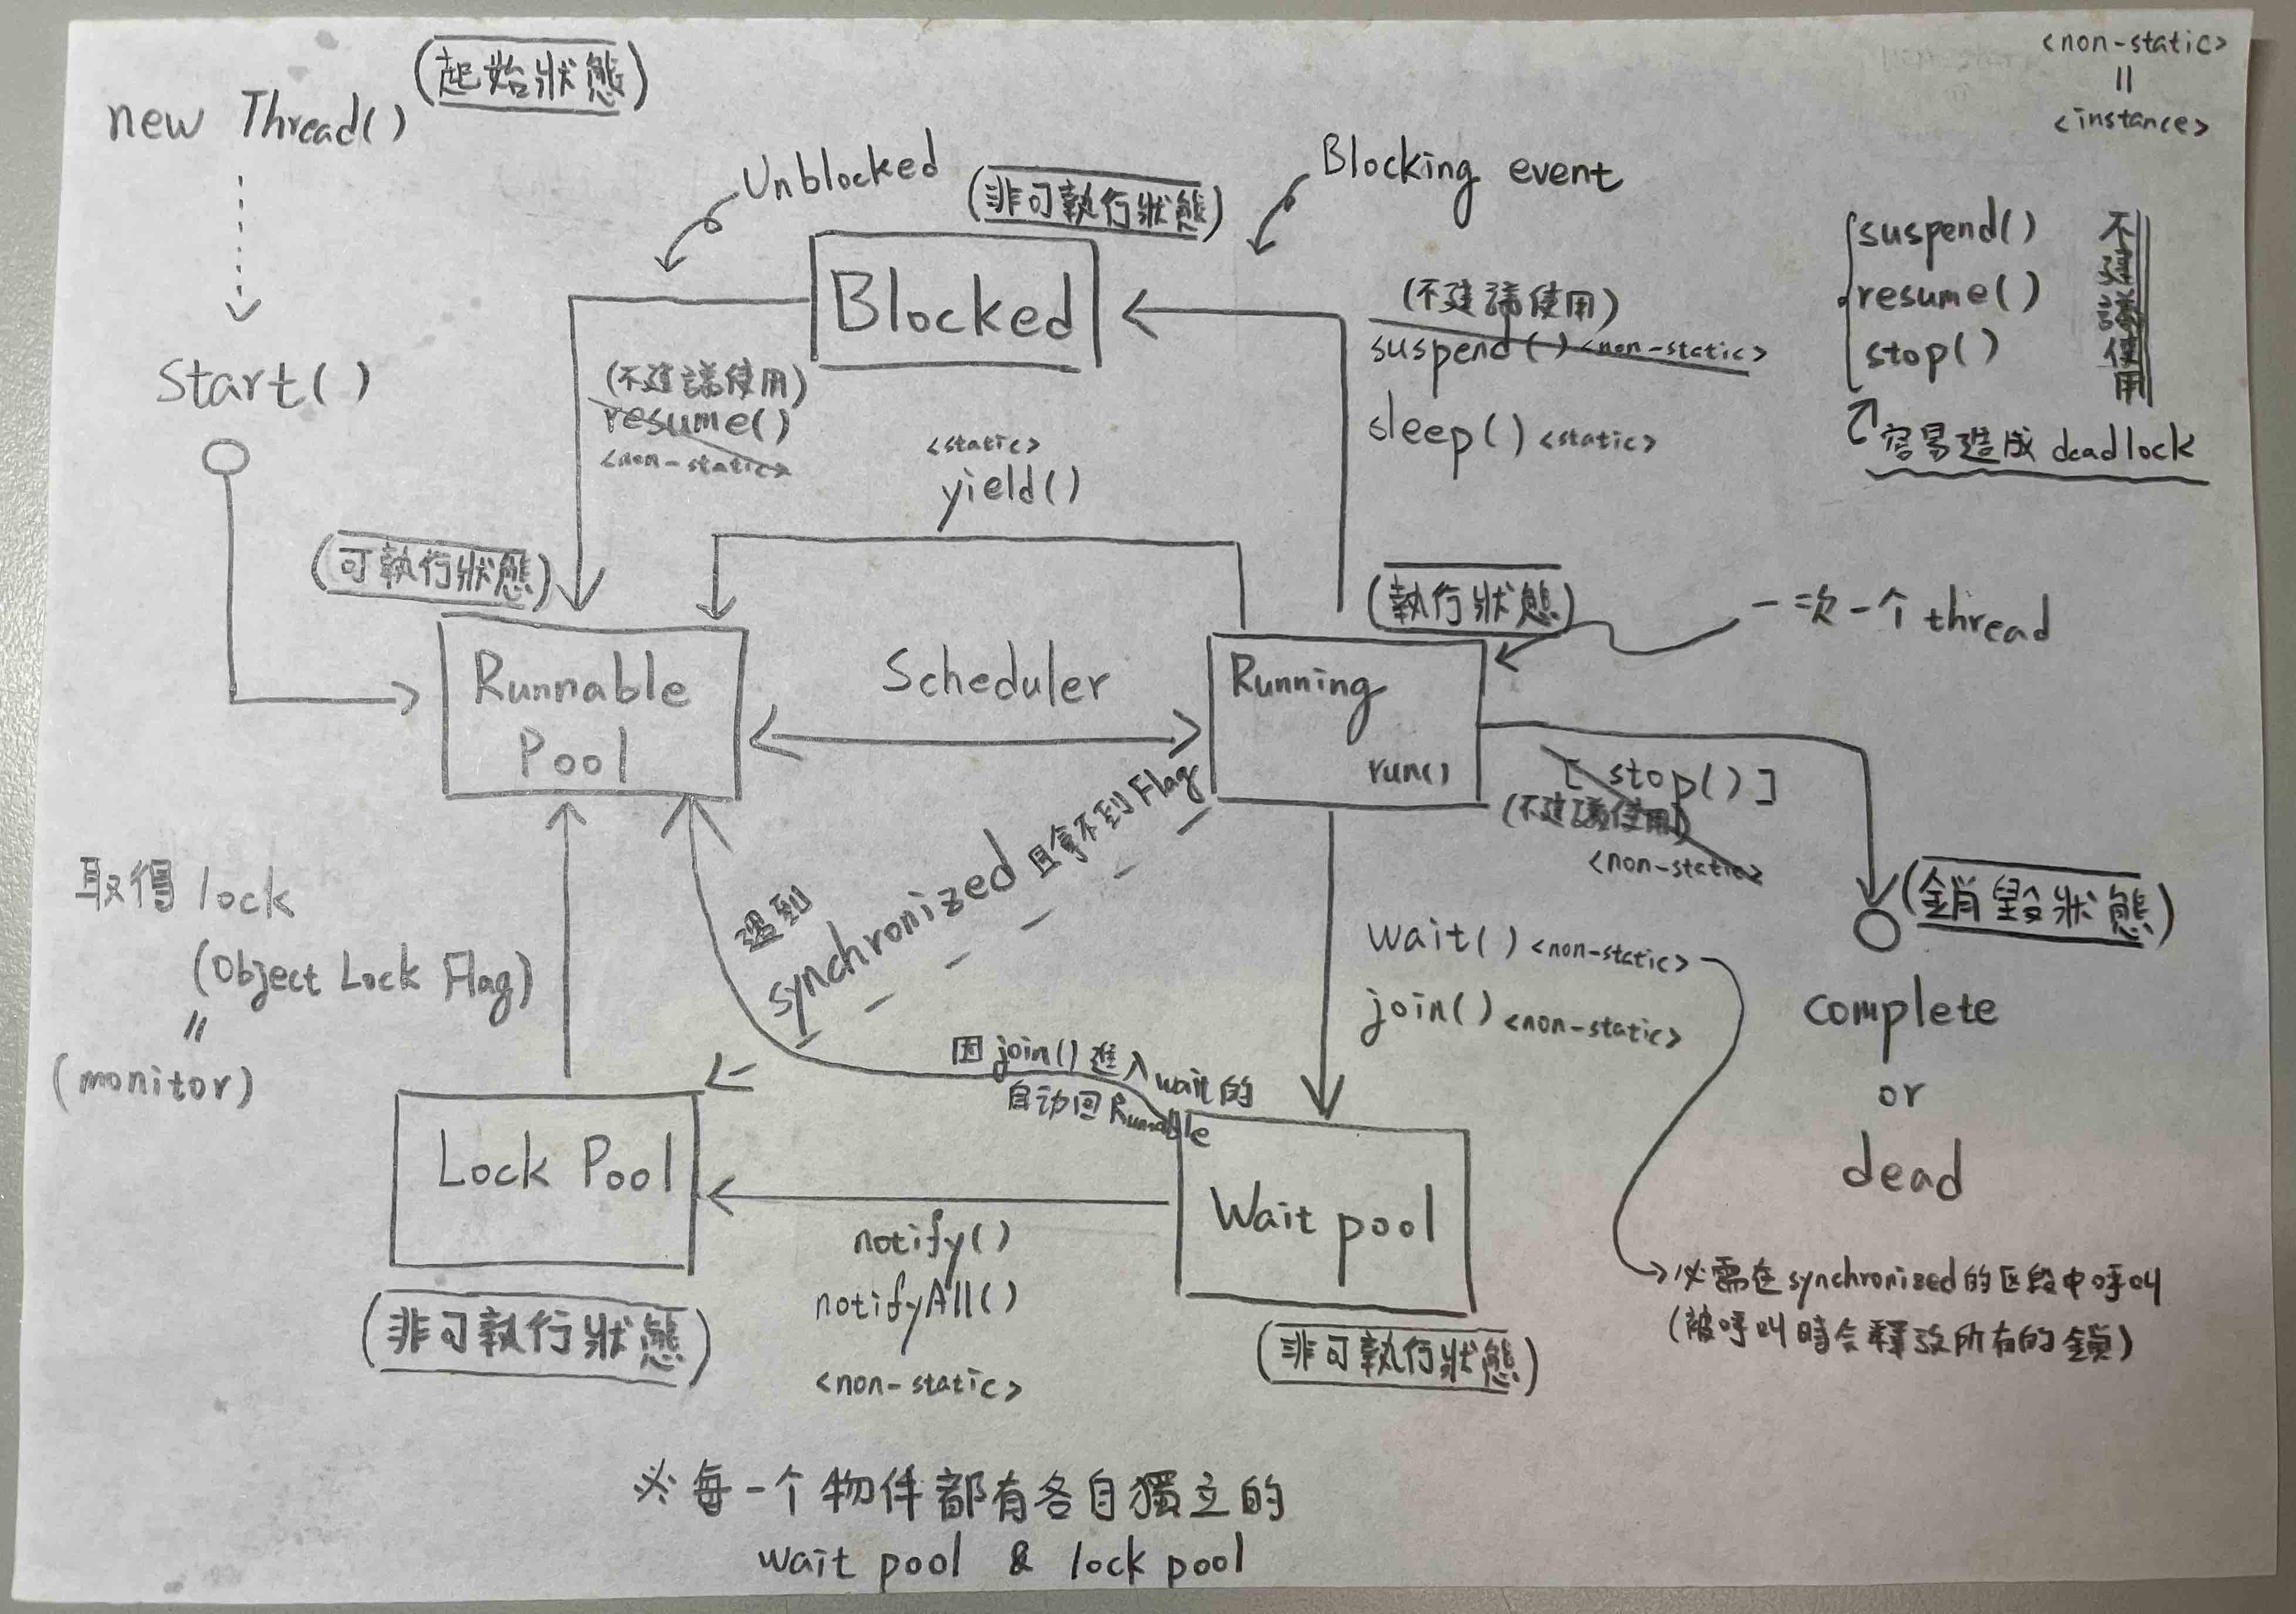 <non-static>
||
<instance>
(起始狀態)
new Thread()
Start()
Unblocked
(非可執行狀態)
Blocking event
Blocked
(不建議使用)
suspend() <non-static>
sleep() <static>
suspend()
resume()
stop()
不建議使用
容易造成 deadlock
(不建議使用)
resume()
<non-static>
<static>
yield()
(可執行狀態)
Runnable
Pool
Scheduler
(執行狀態)
一次一个 thread
Running
run()
[ stop() ]
(不建議使用)
<non-static>
(銷毀狀態)
complete
or
dead
取得 lock
(Object Lock Flag)
||
(monitor)
遇到
synchronized 且拿不到 Flag
wait() <non-static>
join() <non-static>
因 join() 進入 wait 的
自動回 Runnable
Lock Pool
(非可執行狀態)
notify()
notifyAll()
<non-static>
Wait pool
(非可執行狀態)
必需在 synchronized 的区段中呼叫
(被呼叫時会釋放所有的鎖)
※ 每一个物件都有各自獨立的
wait pool & lock pool